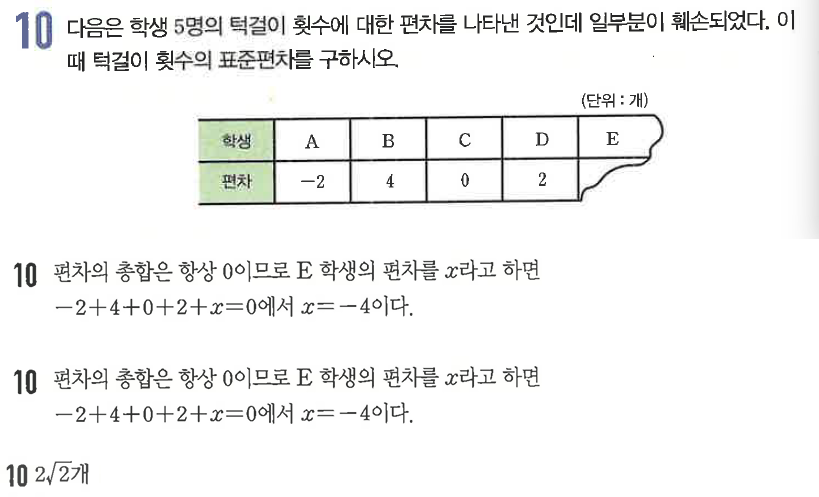 10 다음은 학생 5명의 턱걸이 횟수에 대한 편차를 나타낸 것인데 일부분이 훼손되었다. 이
때 턱걸이 횟수의 표준편차를 구하시오.
(단위 : 개)
학생 A B C D E
편차 −2 4 0 2
10 편차의 총합은 항상 0이므로 E 학생의 편차를 x라고 하면
−2+4+0+2+x=0에서 x=−4이다.
10 편차의 총합은 항상 0이므로 E 학생의 편차를 x라고 하면
−2+4+0+2+x=0에서 x=−4이다.
10 2√2개